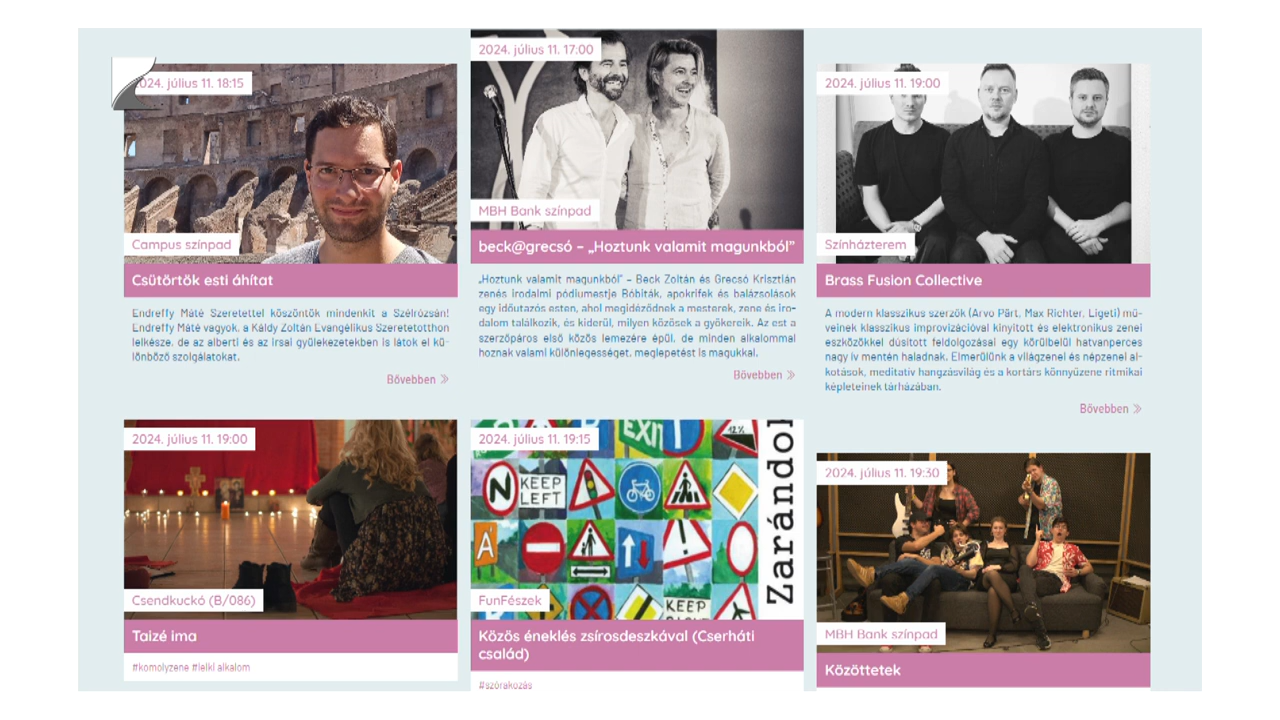 2024. július 11. 18:15
Campus színpad
Csütörtök esti áhítat
Endreffy Máté Szeretettel köszöntök mindenkit a Szélrózsán!
Endreffy Máté vagyok, a Káldy Zoltán Evangélikus Szeretetotthon
lelkésze, de az alberti és az irsai gyülekezetekben is látok el kü-
lönböző szolgálatokat.
Bővebben
2024. július 11. 17:00
MBH Bank színpad
beck@grecsó – „Hoztunk valamit magunkból”
„Hoztunk valamit magunkból” – Beck Zoltán és Grecsó Krisztián
zenés irodalmi pódiumestje Bóbiták, apokrifek és balázsolások
egy időutazós esten, ahol megidéződnek a mesterek, zene és iro-
dalom találkozik, és kiderül, milyen közösek a gyökereik. Az est a
szerzőpáros első közös lemezére épül, de minden alkalommal
hoznak valami különlegességet, meglepetést is magukkal.
Bővebben
2024. július 11. 19:00
Színházterem
Brass Fusion Collective
A modern klasszikus szerzők (Arvo Pärt, Max Richter, Ligeti) mű-
veinek klasszikus improvizációval kinyitott és elektronikus zenei
eszközökkel dúsított feldolgozásai egy körülbelül hatvanperces
nagy ív mentén haladnak. Elmerülünk a világzenei és népzenei al-
kotások, meditatív hangzásvilág és a kortárs könnyűzene ritmikai
képleteinek tárházában.
Bővebben
2024. július 11. 19:00
Csendkuckó (B/086)
Taizé ima
#komolyzene #lelki alkalom
2024. július 11. 19:15
EXIT
12%
N
KEEP
LEFT
A
KEEP
Zarándok
FunFészek
Közös éneklés zsírosdeszkával (Cserháti
család)
#szórakozás
2024. július 11. 19:30
MBH Bank színpad
Közöttetek